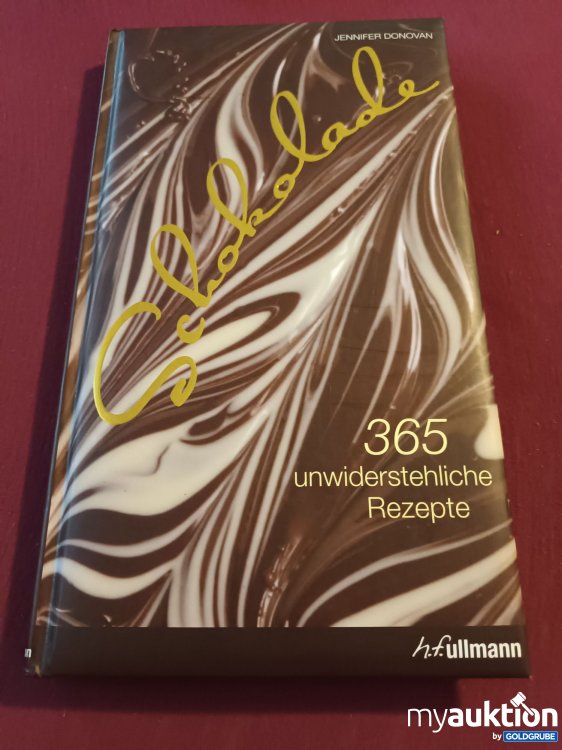 JENNIFER DONOVAN
Schokolade
365
unwiderstehliche
Rezepte
h.f.ullmann
myauktion
by GOLDGRUBE